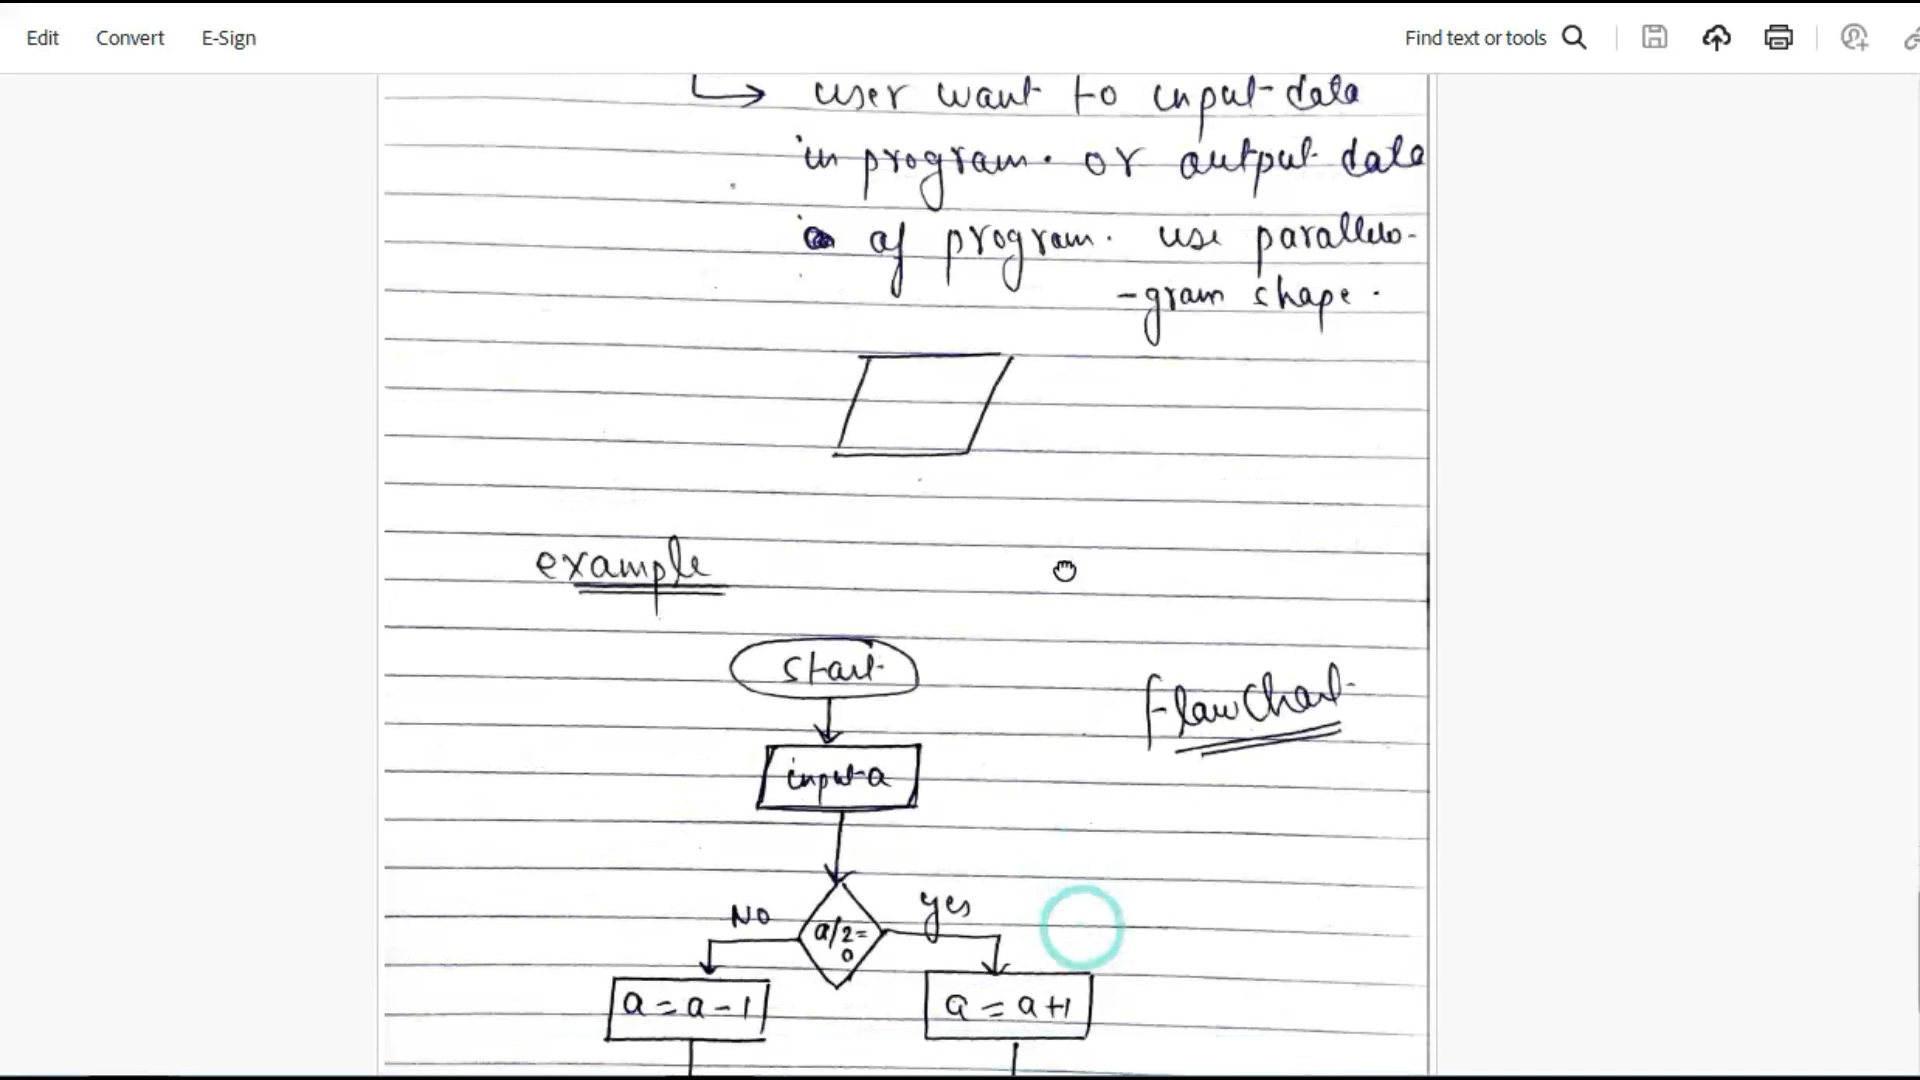 Edit Convert E-Sign Find text or tools
user want to input data
in program. or output data
of program. use parallelo-
-gram shape.
example
start
Flow Chart
input a
NO
yes
a/2=
0
a = a - 1
a = a +1